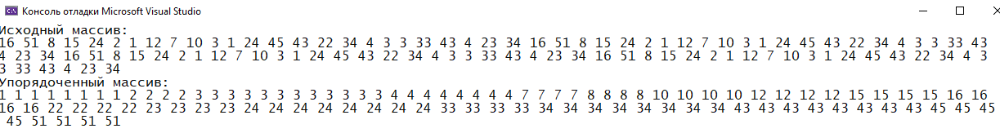 Консоль отладки Microsoft Visual Studio
Исходный массив:
16 51 8 15 24 2 1 12 7 10 3 1 24 45 43 22 34 4 3 3 33 43 4 23 34 16 51 8 15 24 2 1 12 7 10 3 1 24 45 43 22 34 4 3 3 33 43
4 23 34 16 51 8 15 24 2 1 12 7 10 3 1 24 45 43 22 34 4 3 3 33 43 4 23 34 16 51 8 15 24 2 1 12 7 10 3 1 24 45 43 22 34 4 3
3 33 43 4 23 34
Упорядоченный массив:
1 1 1 1 1 1 1 1 2 2 2 2 3 3 3 3 3 3 3 3 3 3 3 3 4 4 4 4 4 4 4 4 7 7 7 7 8 8 8 8 10 10 10 10 12 12 12 12 15 15 15 15 16 16
16 16 22 22 22 22 23 23 23 23 24 24 24 24 24 24 24 24 33 33 33 33 34 34 34 34 34 34 34 34 43 43 43 43 43 43 43 43 45 45
45 45 51 51 51 51